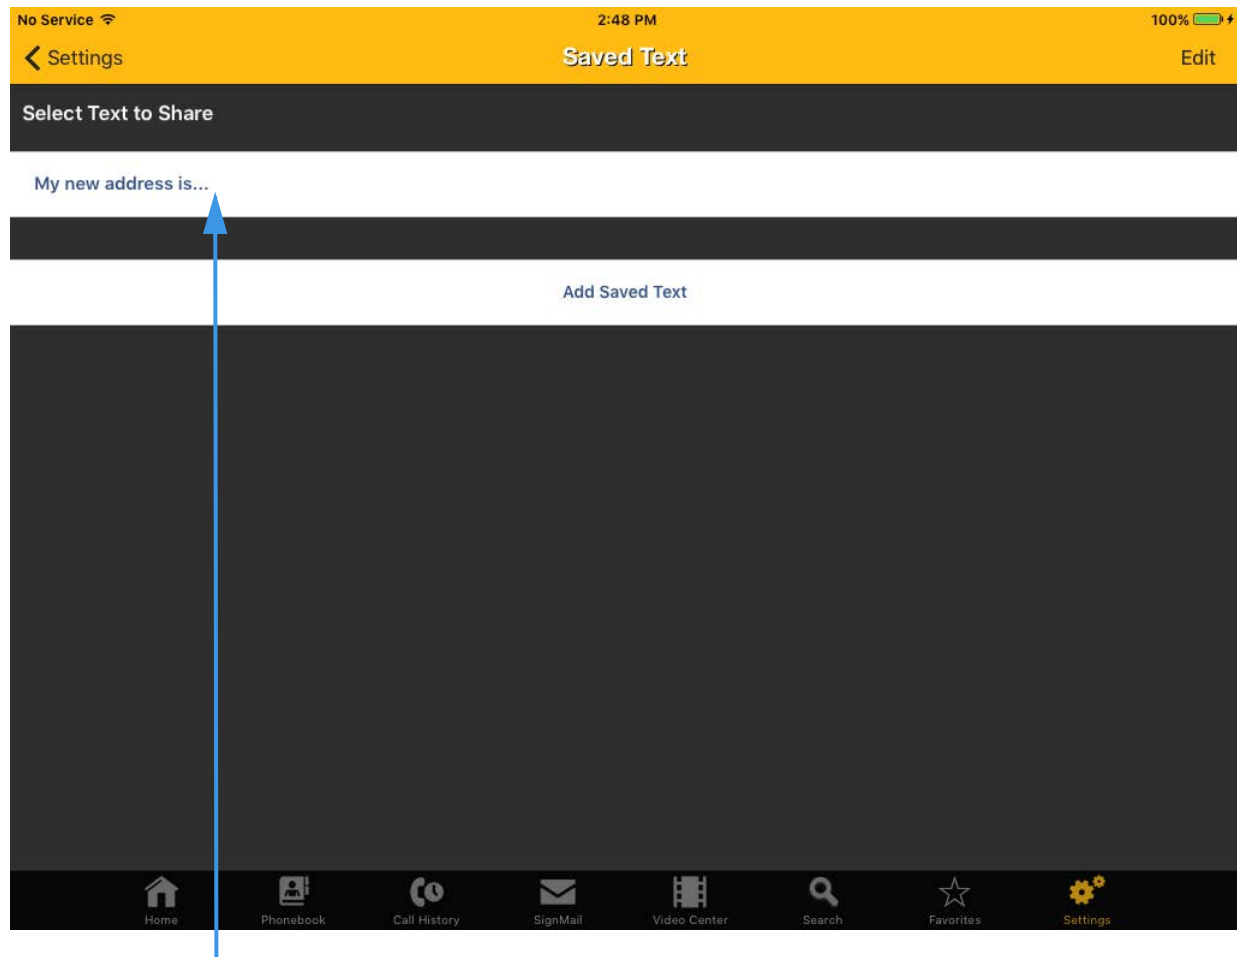 No Service 2:48 PM 100%
Settings Saved Text Edit
Select Text to Share
My new address is...
Add Saved Text
Home Phonebook Call History SignMail Video Center Search Favorites Settings